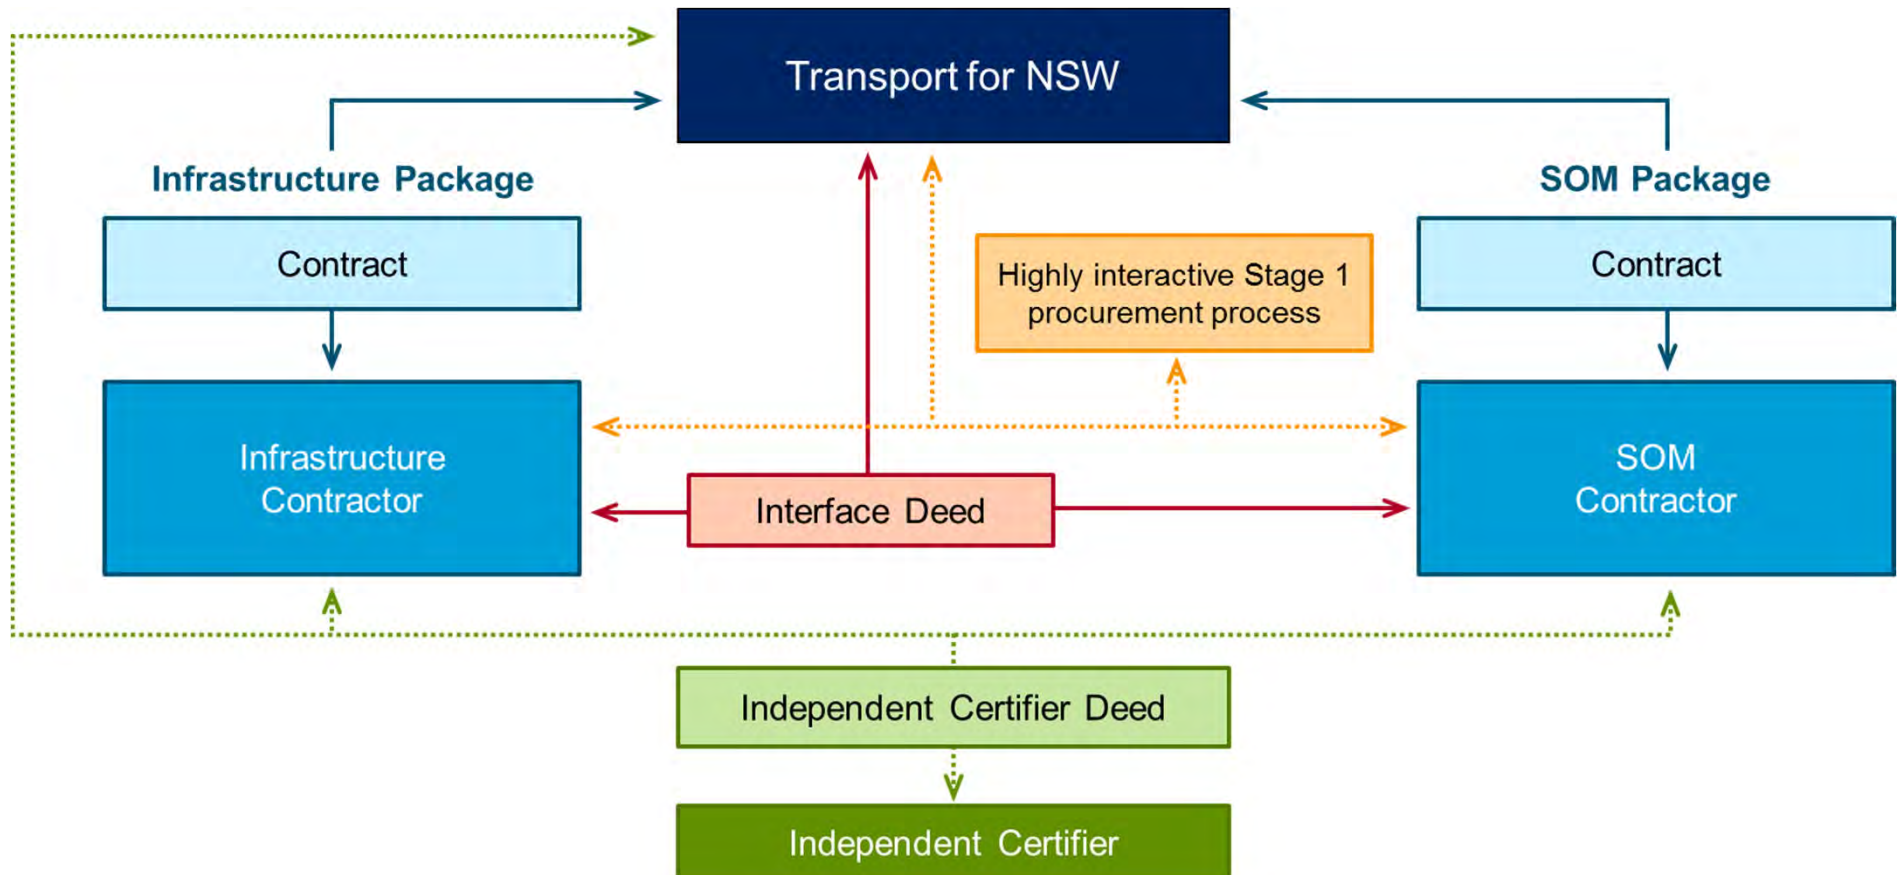 Transport for NSW
Infrastructure Package
SOM Package
Contract
Highly interactive Stage 1
procurement process
Contract
Infrastructure
Contractor
SOM
Contractor
Interface Deed
Independent Certifier Deed
Independent Certifier